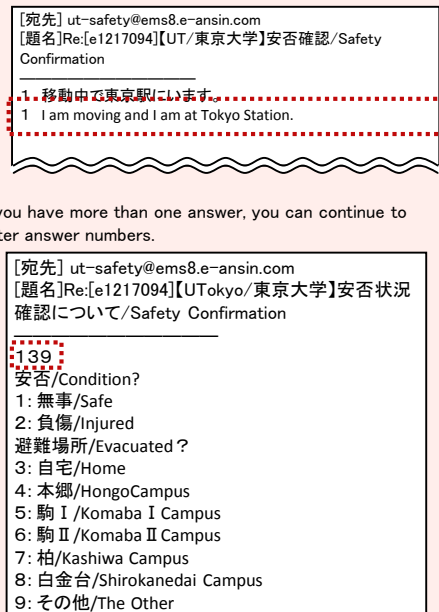 [宛先] ut-safety@ems8.e-ansin.com
[題名]Re:[e1217094]【UT/東京大学】安否確認/Safety
Confirmation
1 移動中で東京駅にいます。
1 I am moving and I am at Tokyo Station.
you have more than one answer, you can continue to
ter answer numbers.
[宛先] ut-safety@ems8.e-ansin.com
[題名]Re:[e1217094]【UTokyo/東京大学】安否状況
確認について/Safety Confirmation
139
安否/Condition?
1: 無事/Safe
2: 負傷/Injured
避難場所/Evacuated？
3: 自宅/Home
4: 本郷/HongoCampus
5: 駒Ⅰ/Komaba Ⅰ Campus
6: 駒Ⅱ/Komaba Ⅱ Campus
7: 柏/Kashiwa Campus
8: 白金台/Shirokanedai Campus
9: その他/The Other